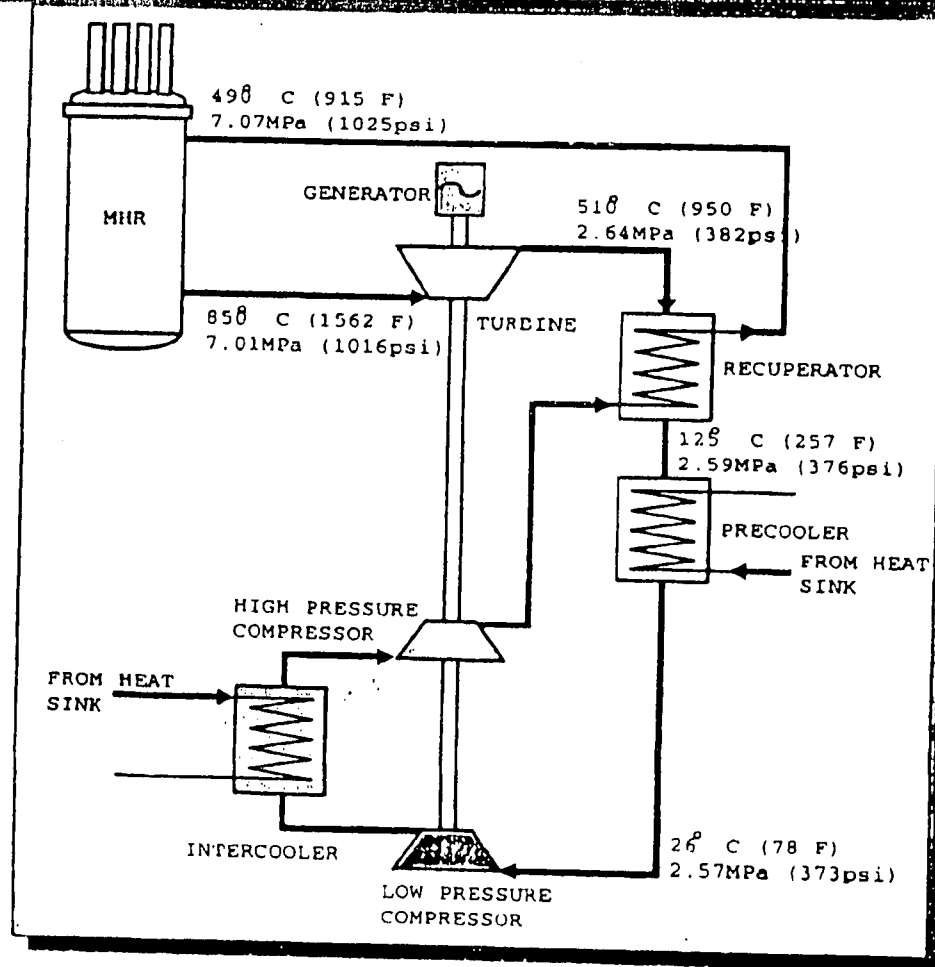 490° C (915 F)
7.07MPa (1025psi)
GENERATOR
MHR
510° C (950 F)
2.64MPa (382psi)
850° C (1562 F)
7.01MPa (1016psi)
TURBINE
RECUPERATOR
125° C (257 F)
2.59MPa (376psi)
PRECOOLER
FROM HEAT
SINK
HIGH PRESSURE
COMPRESSOR
FROM HEAT
SINK
INTERCOOLER
26° C (78 F)
2.57MPa (373psi)
LOW PRESSURE
COMPRESSOR